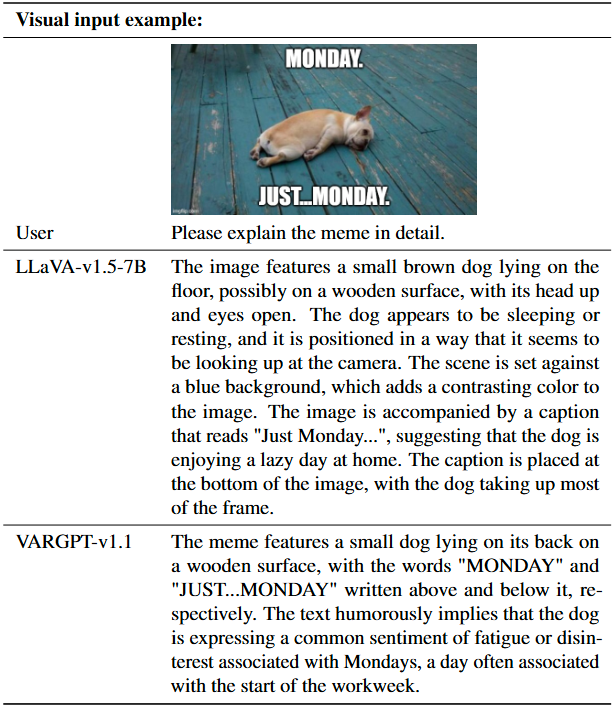 Visual input example:
MONDAY.
JUST...MONDAY.
imgflip.com
User Please explain the meme in detail.
LLaVA-v1.5-7B The image features a small brown dog lying on the
floor, possibly on a wooden surface, with its head up
and eyes open. The dog appears to be sleeping or
resting, and it is positioned in a way that it seems to
be looking up at the camera. The scene is set against
a blue background, which adds a contrasting color to
the image. The image is accompanied by a caption
that reads "Just Monday...", suggesting that the dog is
enjoying a lazy day at home. The caption is placed at
the bottom of the image, with the dog taking up most
of the frame.
VARGPT-v1.1 The meme features a small dog lying on its back on
a wooden surface, with the words "MONDAY" and
"JUST...MONDAY" written above and below it, re-
spectively. The text humorously implies that the dog
is expressing a common sentiment of fatigue or disin-
terest associated with Mondays, a day often associated
with the start of the workweek.